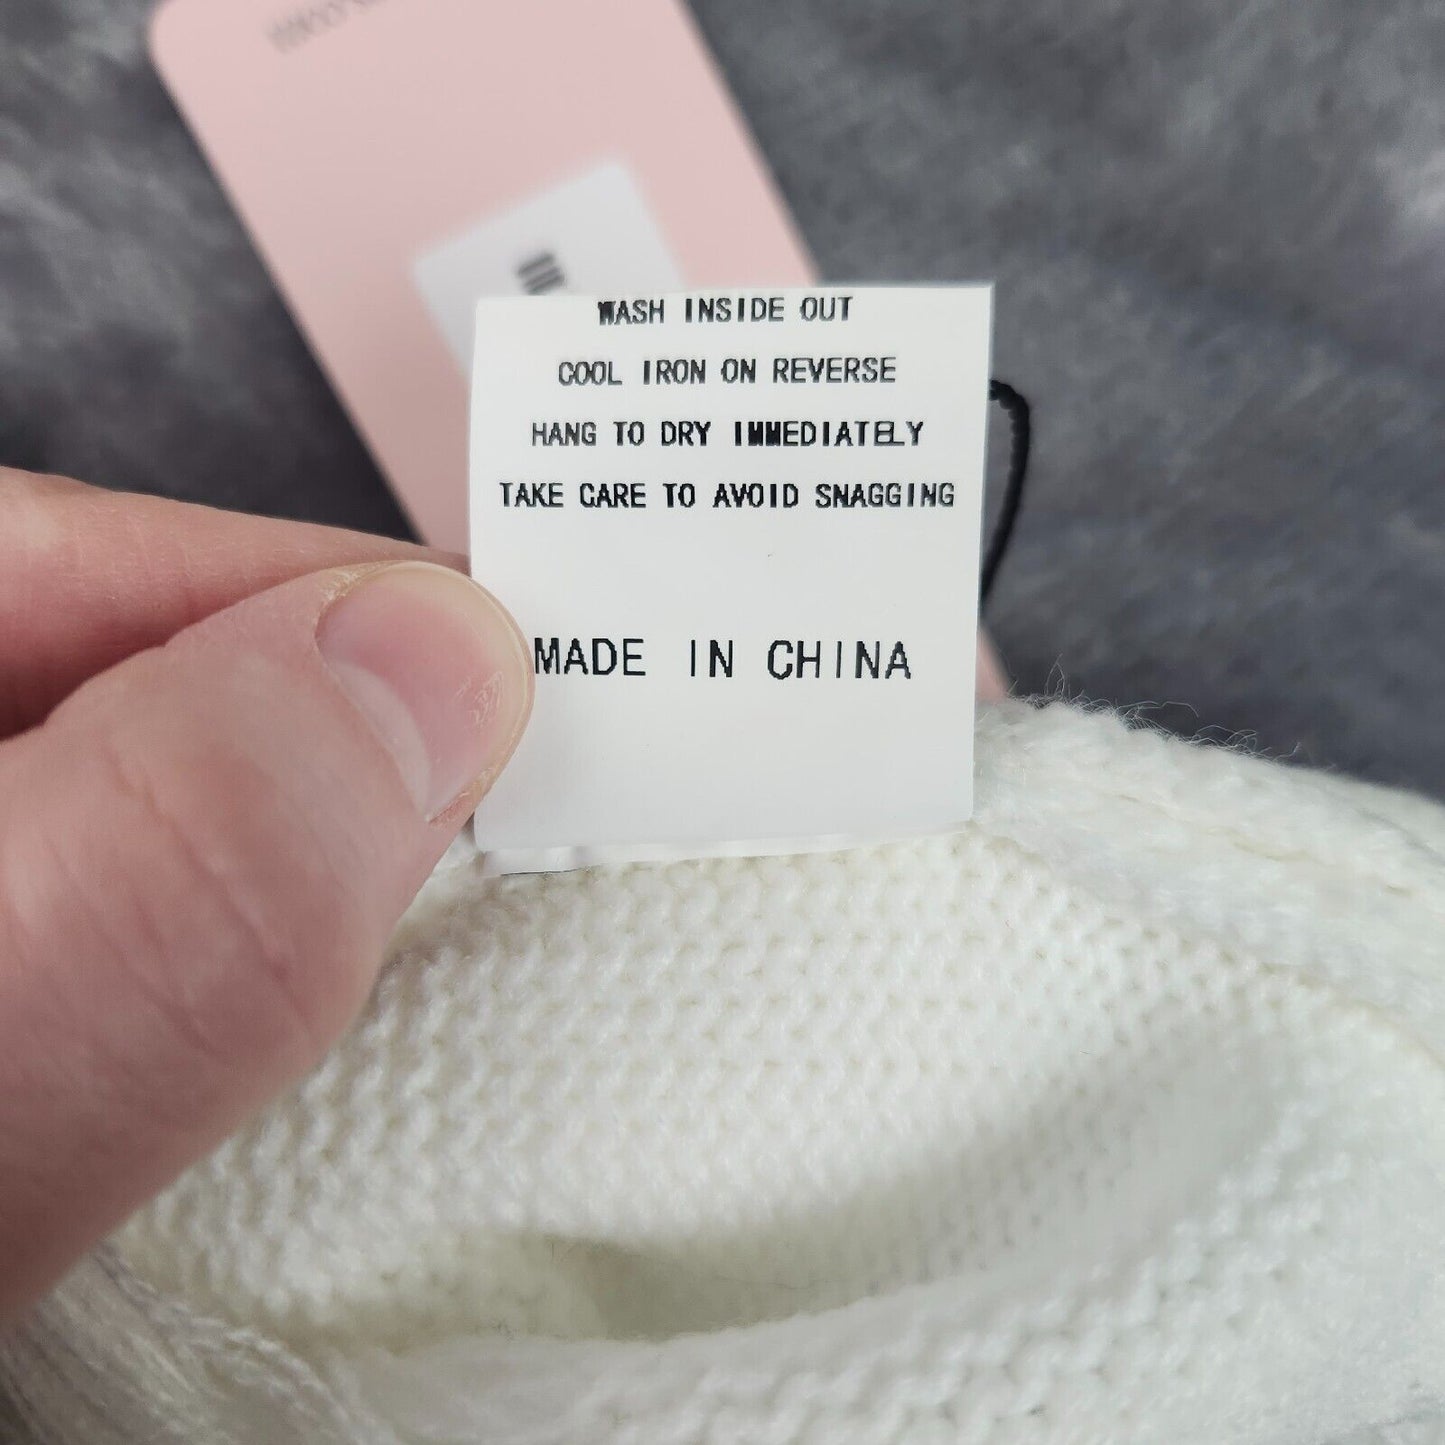 WASH INSIDE OUT
COOL IRON ON REVERSE
HANG TO DRY IMMEDIATELY
TAKE CARE TO AVOID SNAGGING
MADE IN CHINA